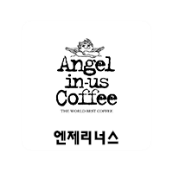 Angel
in-us
Coffee
THE WORLD BEST COFFEE
엔제리너스